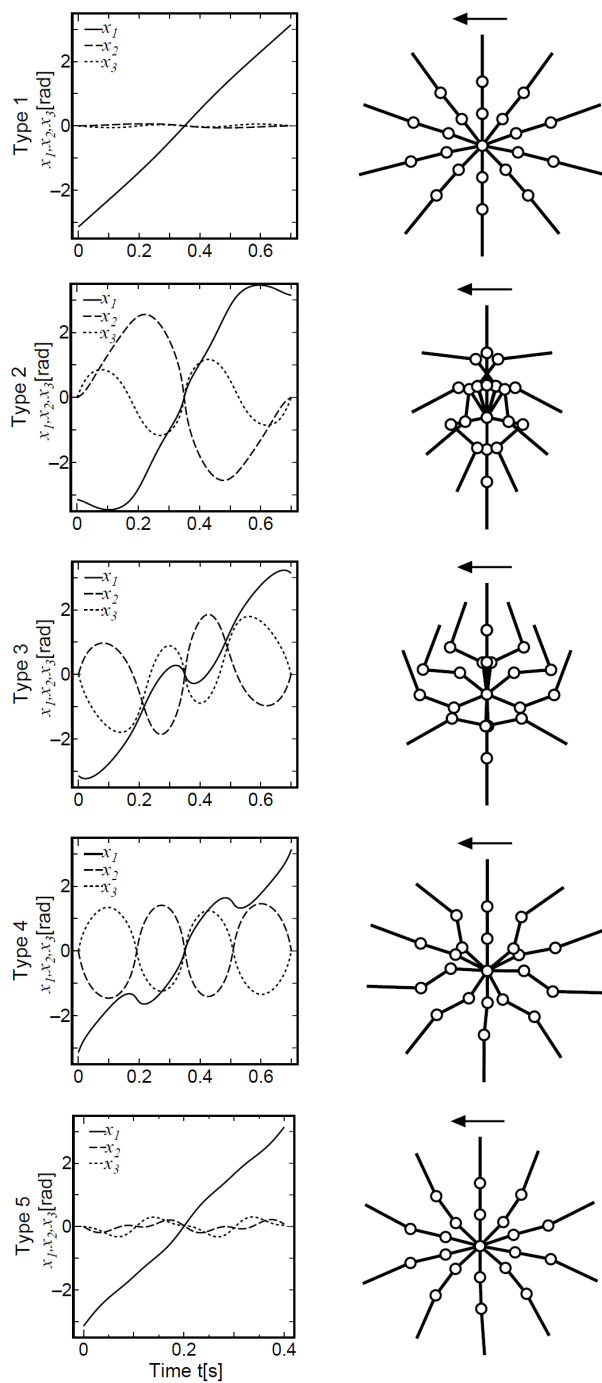 Type 1
x1,x2,x3[rad]
x1
x2
x3
2
0
−2
0 0.2 0.4 0.6
Type 2
x1,x2,x3[rad]
x1
x2
x3
2
0
−2
0 0.2 0.4 0.6
Type 3
x1,x2,x3[rad]
x1
x2
x3
2
0
−2
0 0.2 0.4 0.6
Type 4
x1,x2,x3[rad]
x1
x2
x3
2
0
−2
0 0.2 0.4 0.6
Type 5
x1,x2,x3[rad]
x1
x2
x3
2
0
−2
0 0.2 0.4
Time t[s]